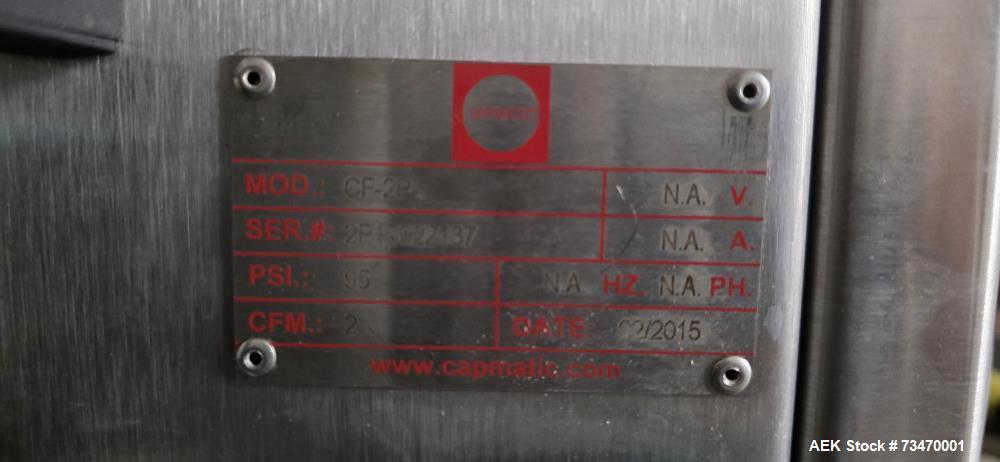 MOD.: CF-2P N.A. V.
SER.#: N.A. A.
PSI.: 95 N.A. HZ. N.A. PH.
CFM.: 2 DATE: 02/2015
www.capmatic.com
AEK Stock # 73470001